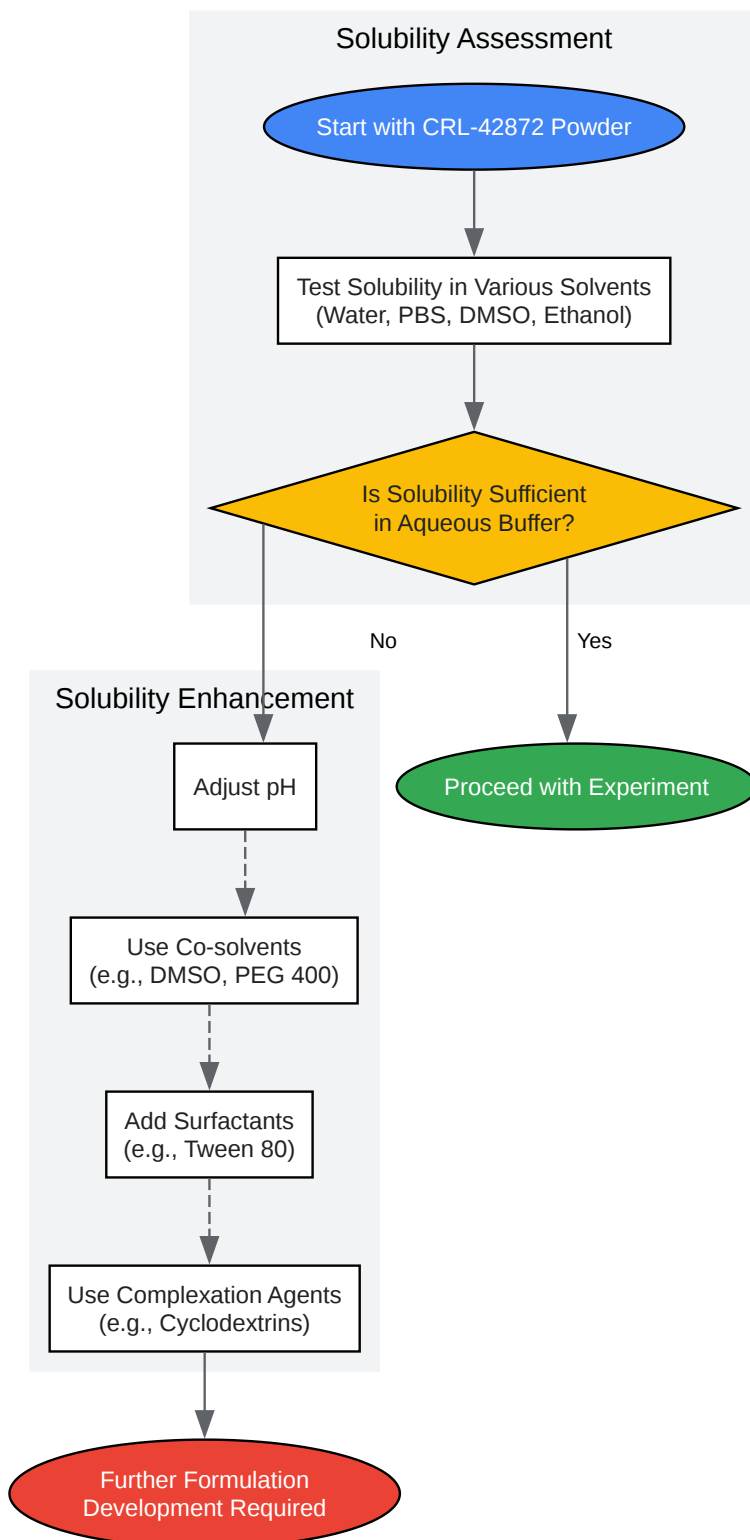 Solubility Assessment
Start with CRL-42872 Powder
Test Solubility in Various Solvents
(Water, PBS, DMSO, Ethanol)
Is Solubility Sufficient
in Aqueous Buffer?
No
Yes
Solubility Enhancement
Adjust pH
Proceed with Experiment
Use Co-solvents
(e.g., DMSO, PEG 400)
Add Surfactants
(e.g., Tween 80)
Use Complexation Agents
(e.g., Cyclodextrins)
Further Formulation
Development Required